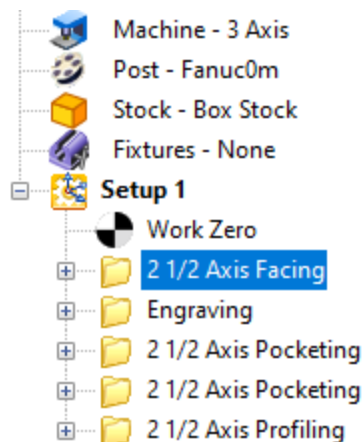 Machine - 3 Axis
Post - Fanuc0m
Stock - Box Stock
Fixtures - None
Setup 1
Work Zero
2 1/2 Axis Facing
Engraving
2 1/2 Axis Pocketing
2 1/2 Axis Pocketing
2 1/2 Axis Profiling